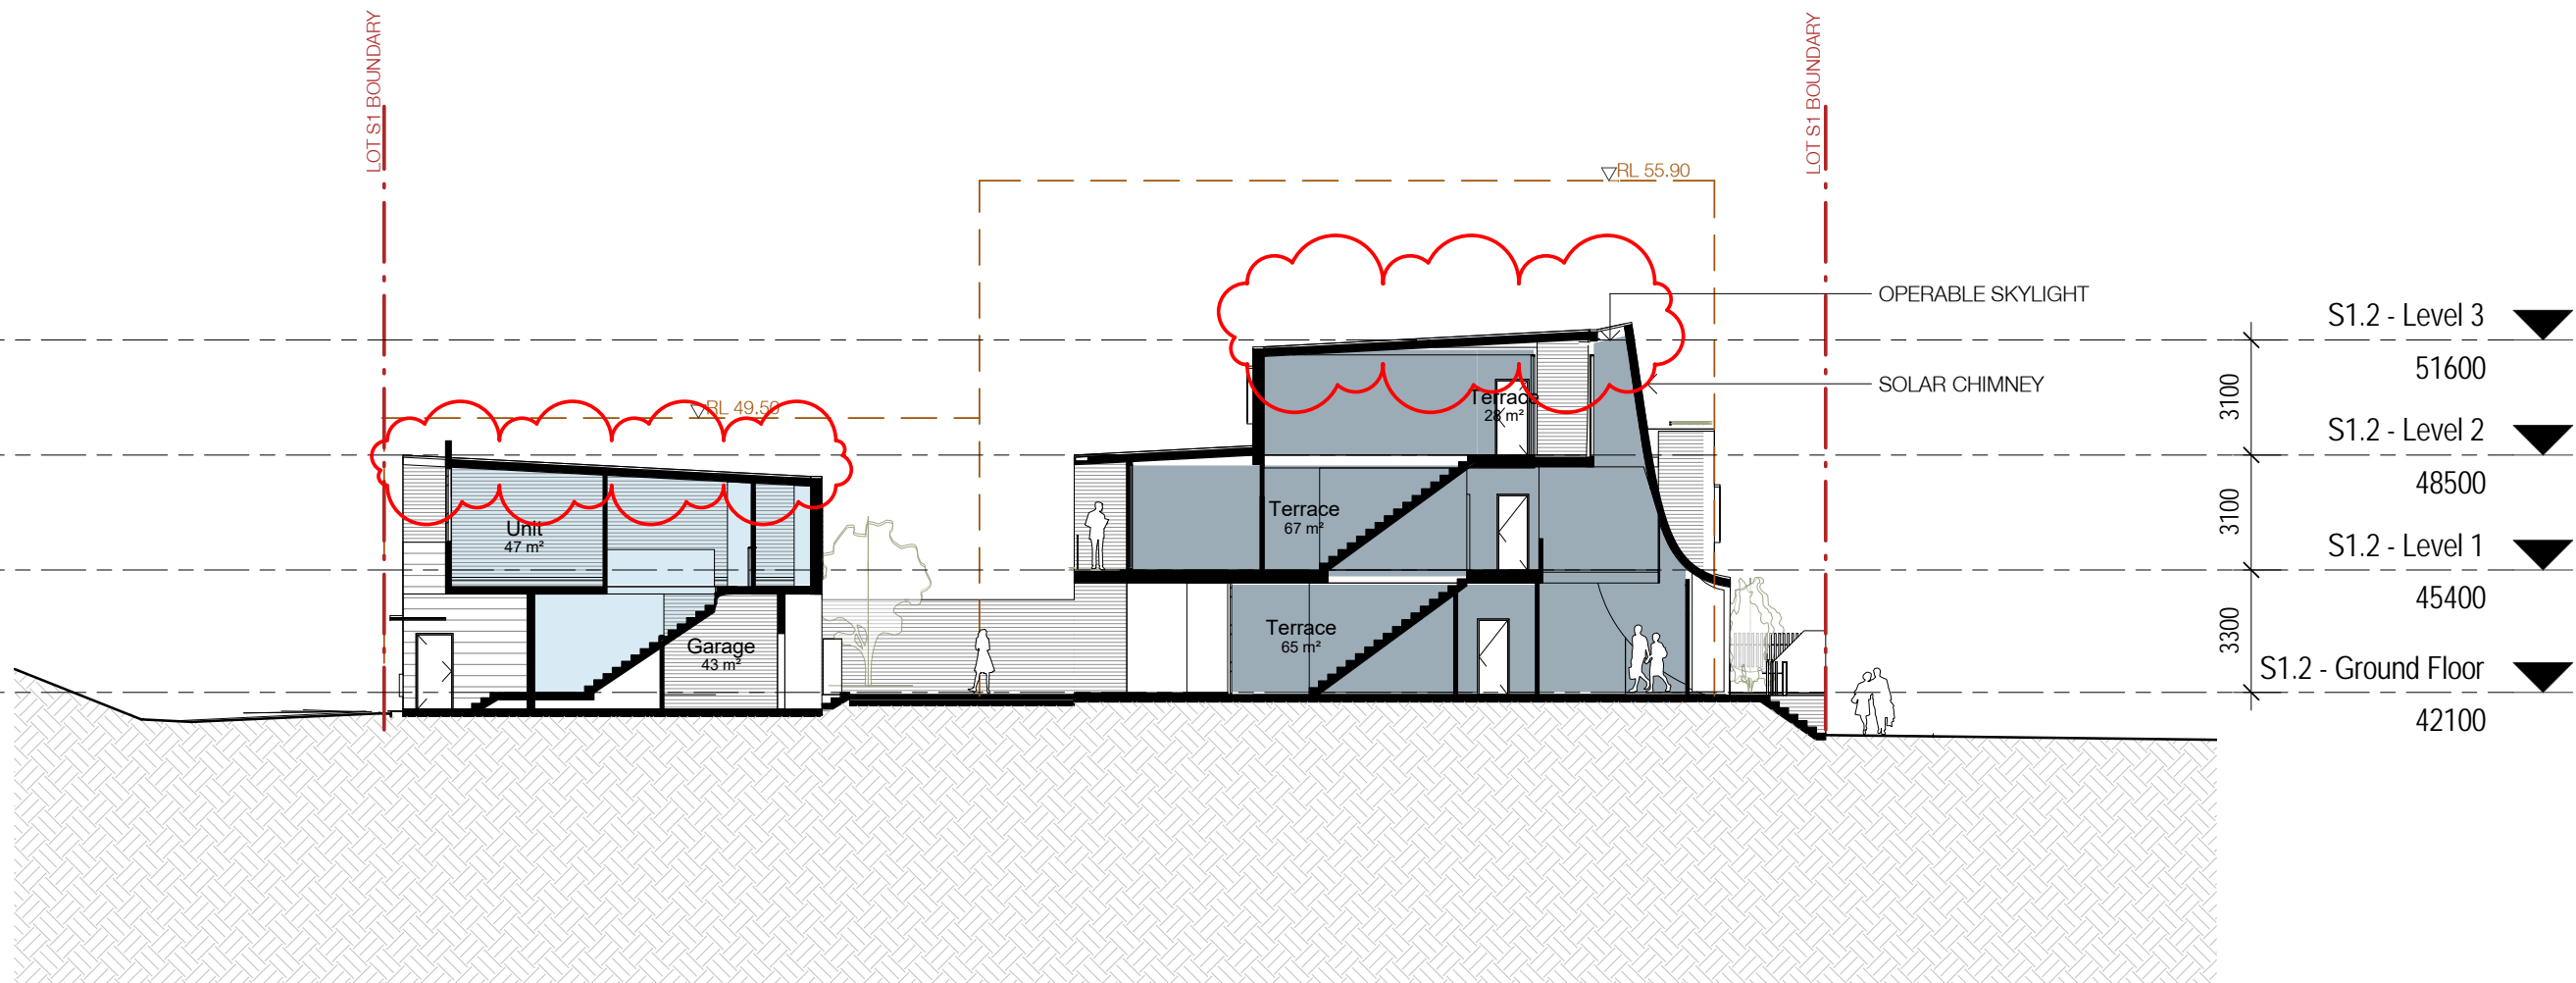 LOT S1 BOUNDARY
LOT S1 BOUNDARY
RL 55.90
OPERABLE SKYLIGHT
S1.2 - Level 3
51600
SOLAR CHIMNEY
3100
Terrace
28 m²
RL 49.50
S1.2 - Level 2
48500
Unit
47 m²
Terrace
67 m²
3100
S1.2 - Level 1
45400
Garage
43 m²
Terrace
65 m²
3300
S1.2 - Ground Floor
42100